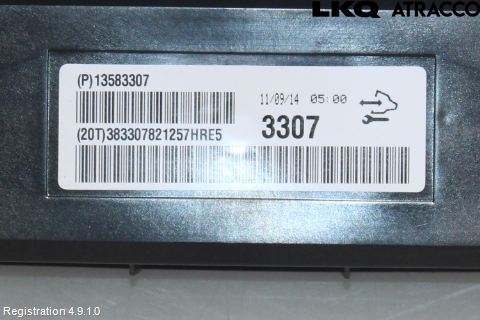 LKQ ATRACCO
(P)13583307
11/09/14 05:00
3307
(20T)383307821257HRE5
Registration 4.9.1.0